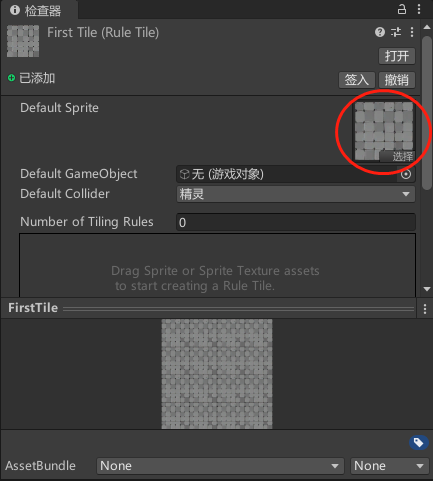 检查器
First Tile (Rule Tile)
打开
已添加
签入 撤销
Default Sprite
选择
Default GameObject 无 (游戏对象)
Default Collider 精灵
Number of Tiling Rules 0
Drag Sprite or Sprite Texture assets
to start creating a Rule Tile.
FirstTile
AssetBundle None None